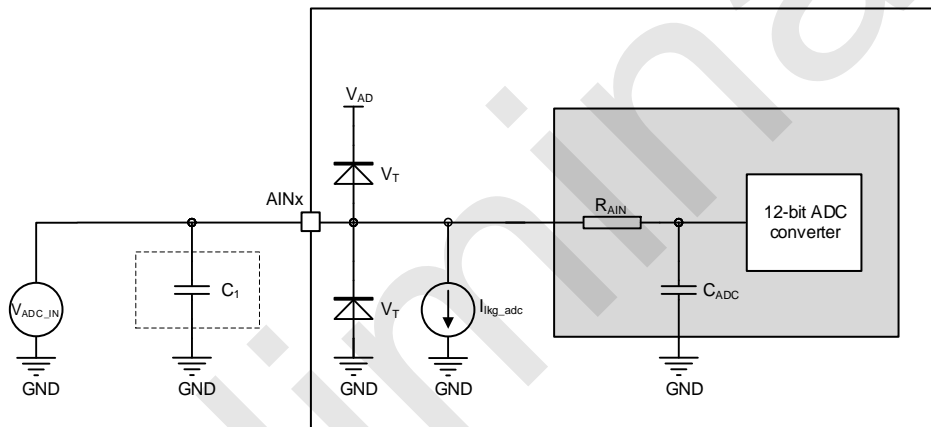 V_AD
V_T
AINx
R_AIN
12-bit ADC
converter
V_ADC_IN
C_1
V_T
I_lkg_adc
C_ADC
GND
GND
GND
GND
GND